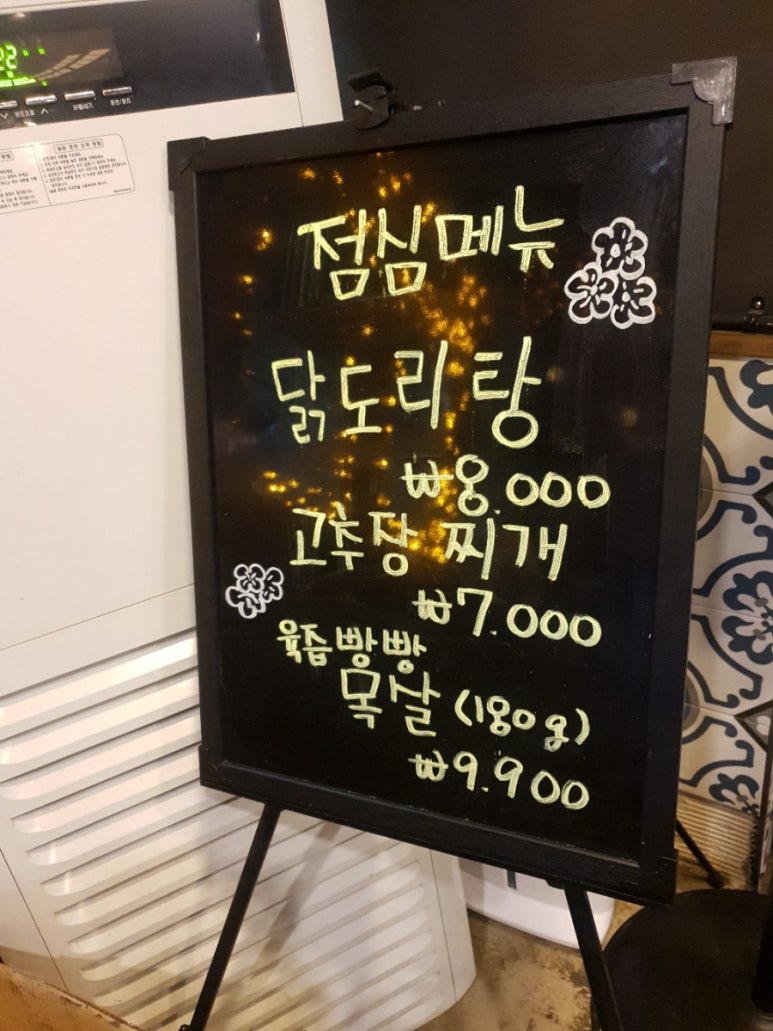 점심메뉴
닭도리탕
₩8.000
고추장 찌개
₩7.000
육즙빵빵
목살 (180g)
₩9.900